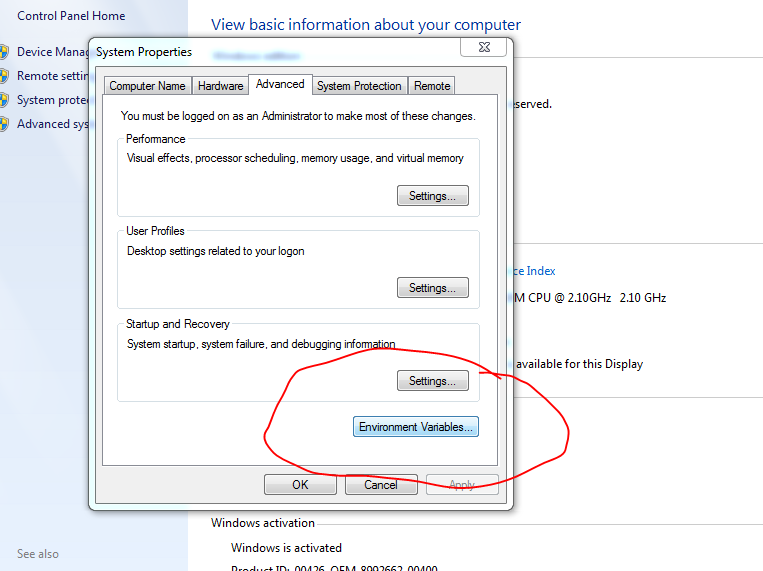 Control Panel Home
Device Manag
Remote settin
System protec
Advanced sys
See also
View basic information about your computer
Windows edition
served.
ce Index
M CPU @ 2.10GHz 2.10 GHz
available for this Display
Windows activation
Windows is activated
Product ID: 00426-OEM-8992662-00400
System Properties
Computer Name
Hardware
Advanced
System Protection
Remote
You must be logged on as an Administrator to make most of these changes.
Performance
Visual effects, processor scheduling, memory usage, and virtual memory
Settings...
User Profiles
Desktop settings related to your logon
Settings...
Startup and Recovery
System startup, system failure, and debugging information
Settings...
Environment Variables...
OK
Cancel
Apply